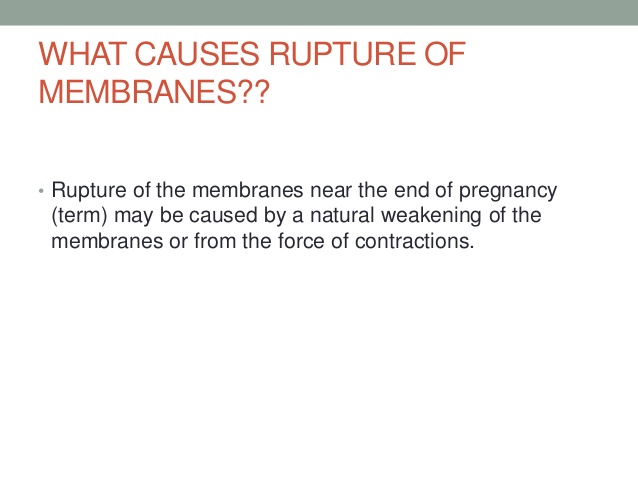 WHAT CAUSES RUPTURE OF
MEMBRANES??
• Rupture of the membranes near the end of pregnancy
(term) may be caused by a natural weakening of the
membranes or from the force of contractions.